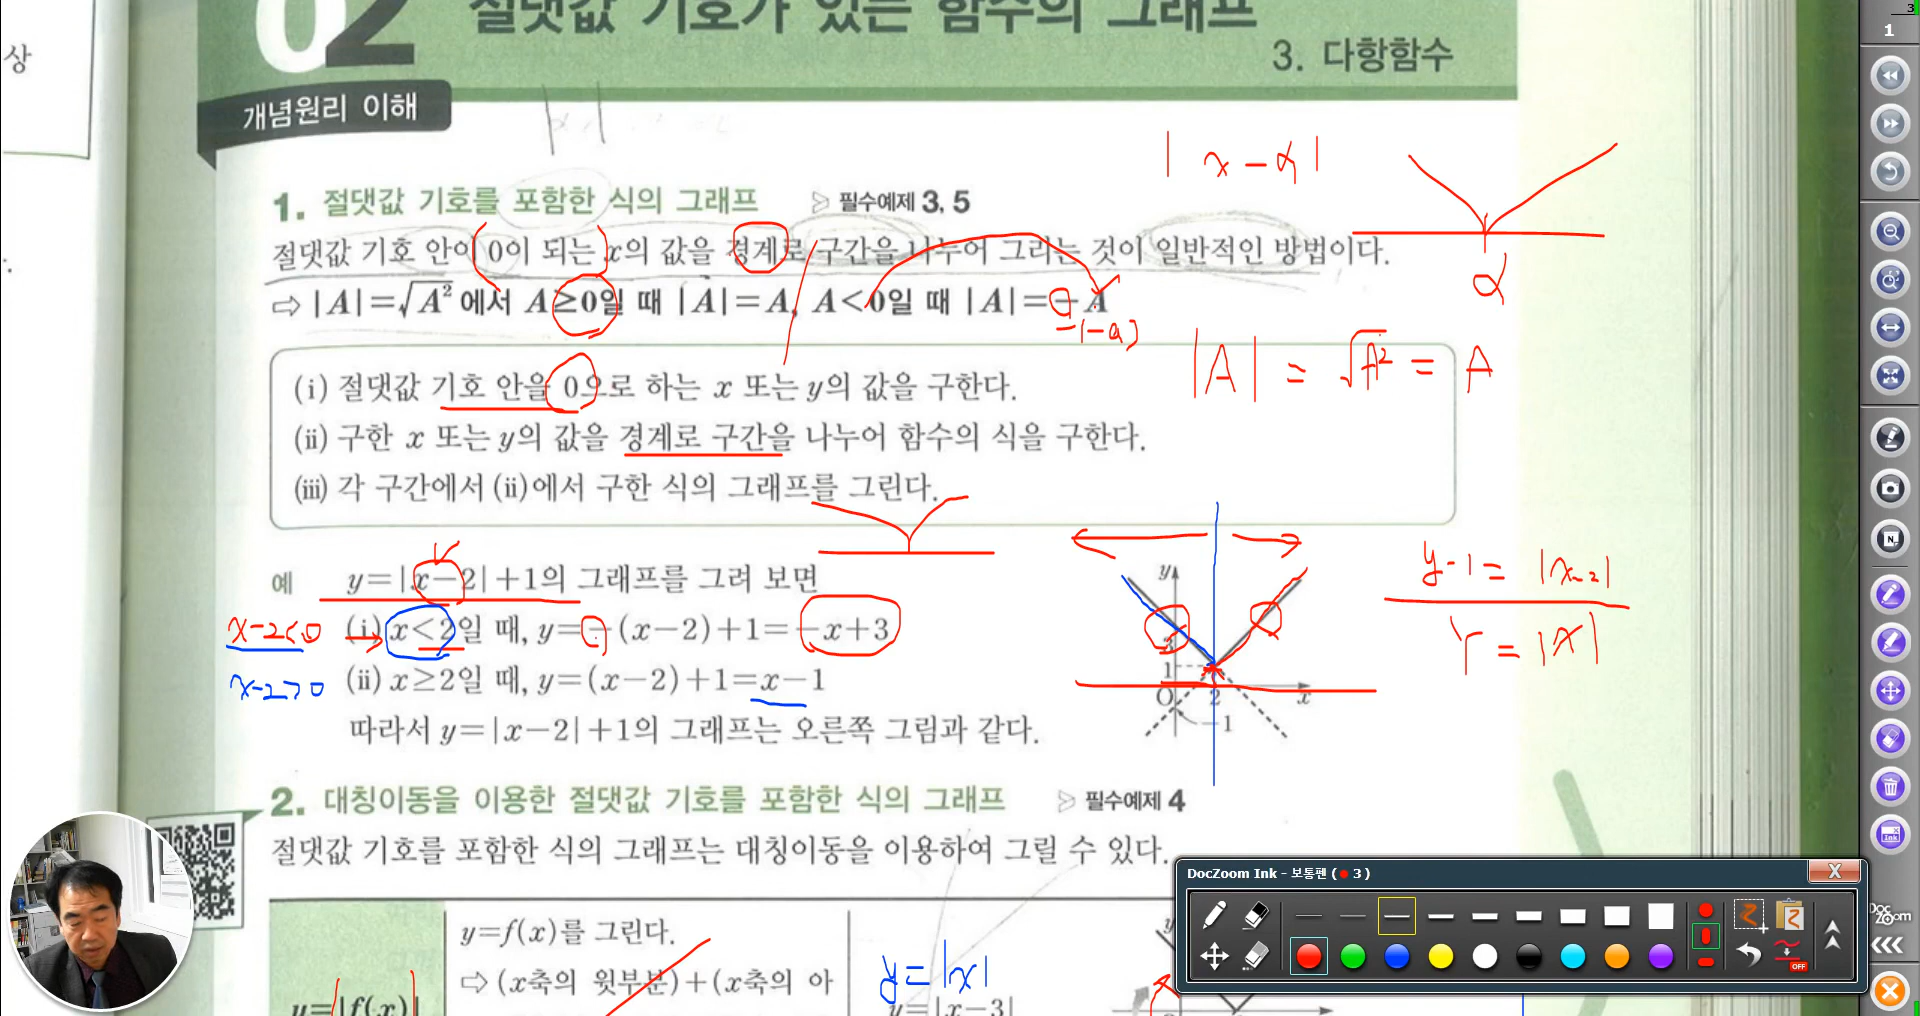 02 절댓값 기호가 있는 함수의 그래프
3. 다항함수
상
개념원리 이해
|x-α|
1. 절댓값 기호를 포함한 식의 그래프 ▷ 필수예제 3, 5
절댓값 기호 안이 0이 되는 x의 값을 경계로 구간을 나누어 그리는 것이 일반적인 방법이다.
α
⇨ |A|=√A² 에서 A≥0일 때 |A|=A, A<0일 때 |A|=-A
-(-a)
|A| = √A² = A
(i) 절댓값 기호 안을 0으로 하는 x 또는 y의 값을 구한다.
(ii) 구한 x 또는 y의 값을 경계로 구간을 나누어 함수의 식을 구한다.
(iii) 각 구간에서 (ii)에서 구한 식의 그래프를 그린다.
예 y=|x-2|+1의 그래프를 그려 보면
y-1= |x-2|
x-2<0 (i) x<2일 때, y=-(x-2)+1=-x+3
Y = |X|
x-2≥0 (ii) x≥2일 때, y=(x-2)+1=x-1
따라서 y=|x-2|+1의 그래프는 오른쪽 그림과 같다.
y
3
1
O 2 x
-1
2. 대칭이동을 이용한 절댓값 기호를 포함한 식의 그래프 ▷ 필수예제 4
절댓값 기호를 포함한 식의 그래프는 대칭이동을 이용하여 그릴 수 있다.
y=f(x)를 그린다.
⇨ (x축의 윗부분)+(x축의 아
y=|f(x)|
y=|x|
y=|x-3|
y
DocZoom Ink - 보통펜 ( 3 )
X
OFF
3
1
N
Ink
Doc Zoom